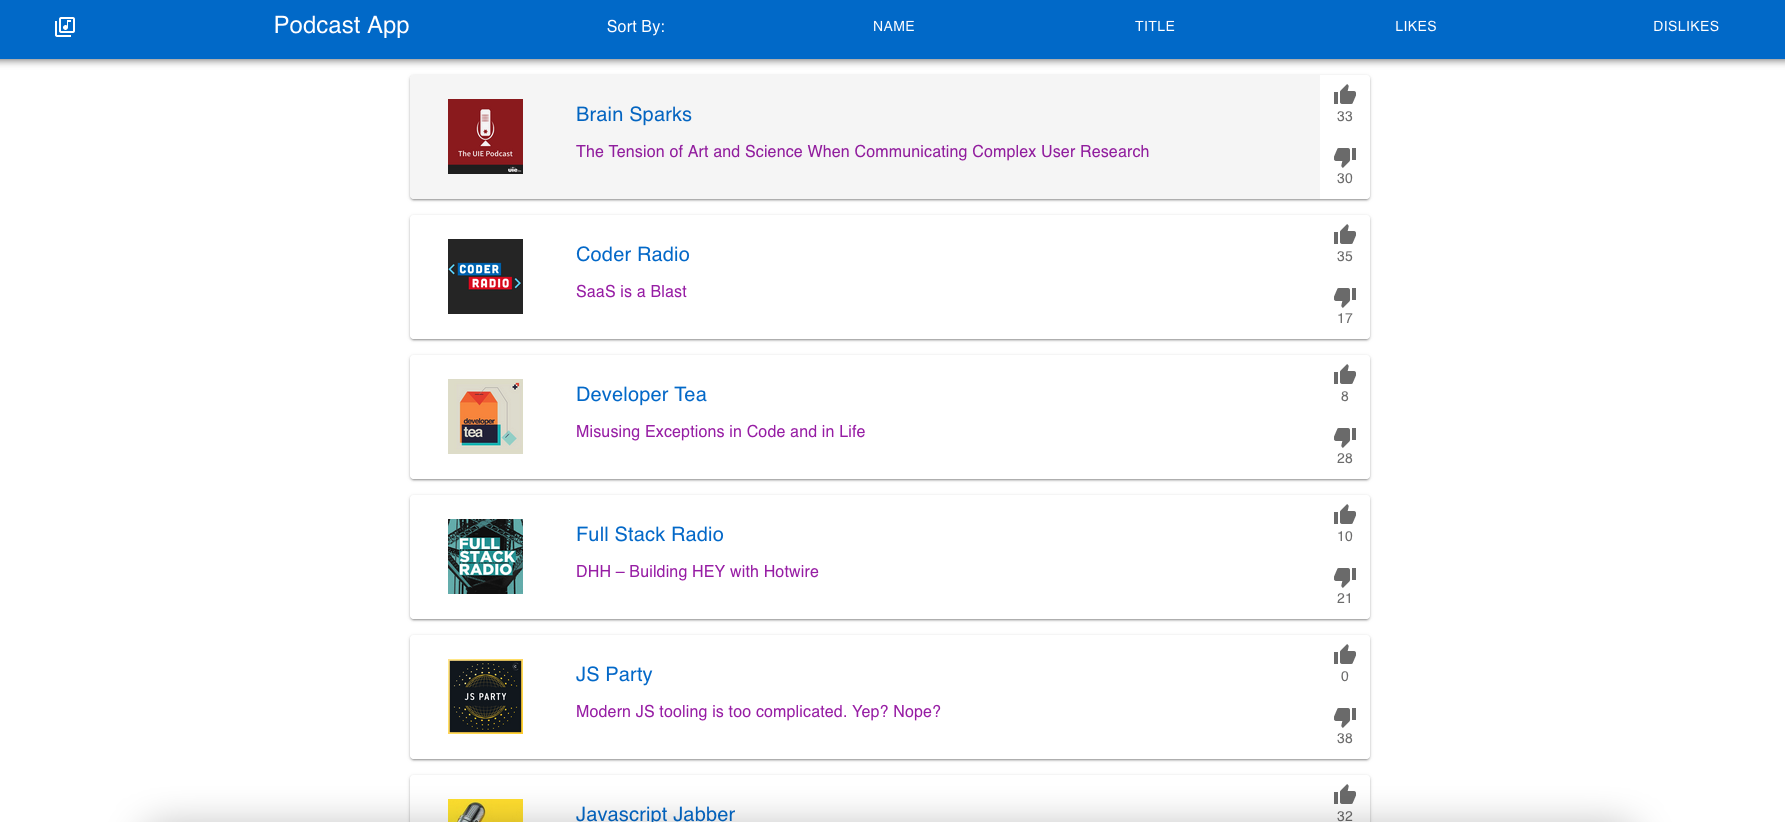 Podcast App
Sort By:
NAME
TITLE
LIKES
DISLIKES
The UIE Podcast
uie
Brain Sparks
The Tension of Art and Science When Communicating Complex User Research
33
30
<CODER
RADIO>
Coder Radio
SaaS is a Blast
35
17
developer
tea
Developer Tea
Misusing Exceptions in Code and in Life
8
28
FULL
STACK
RADIO
Full Stack Radio
DHH – Building HEY with Hotwire
10
21
JS PARTY
JS Party
Modern JS tooling is too complicated. Yep? Nope?
0
38
Javascript Jabber
32